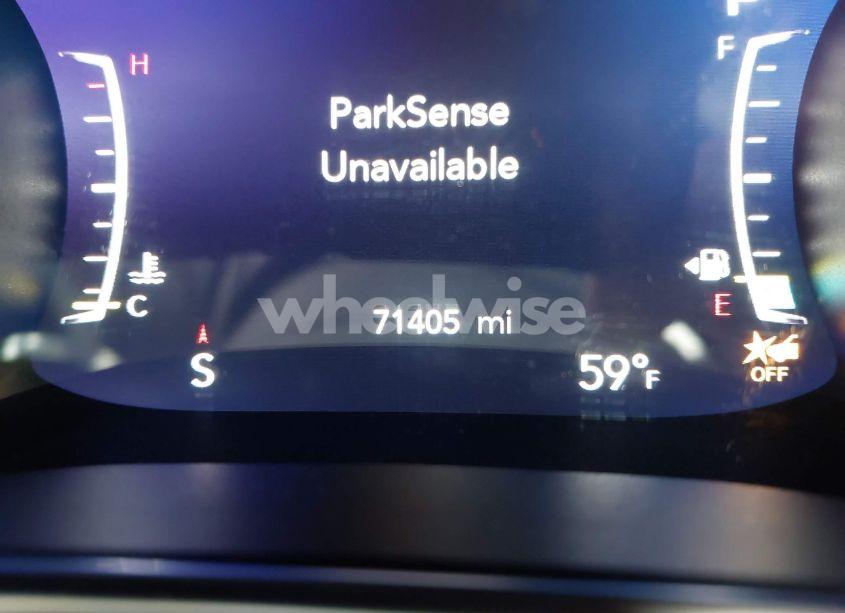 P
H
F
ParkSense
Unavailable
C
E
wheelwise
71405 mi
S
59°F
OFF